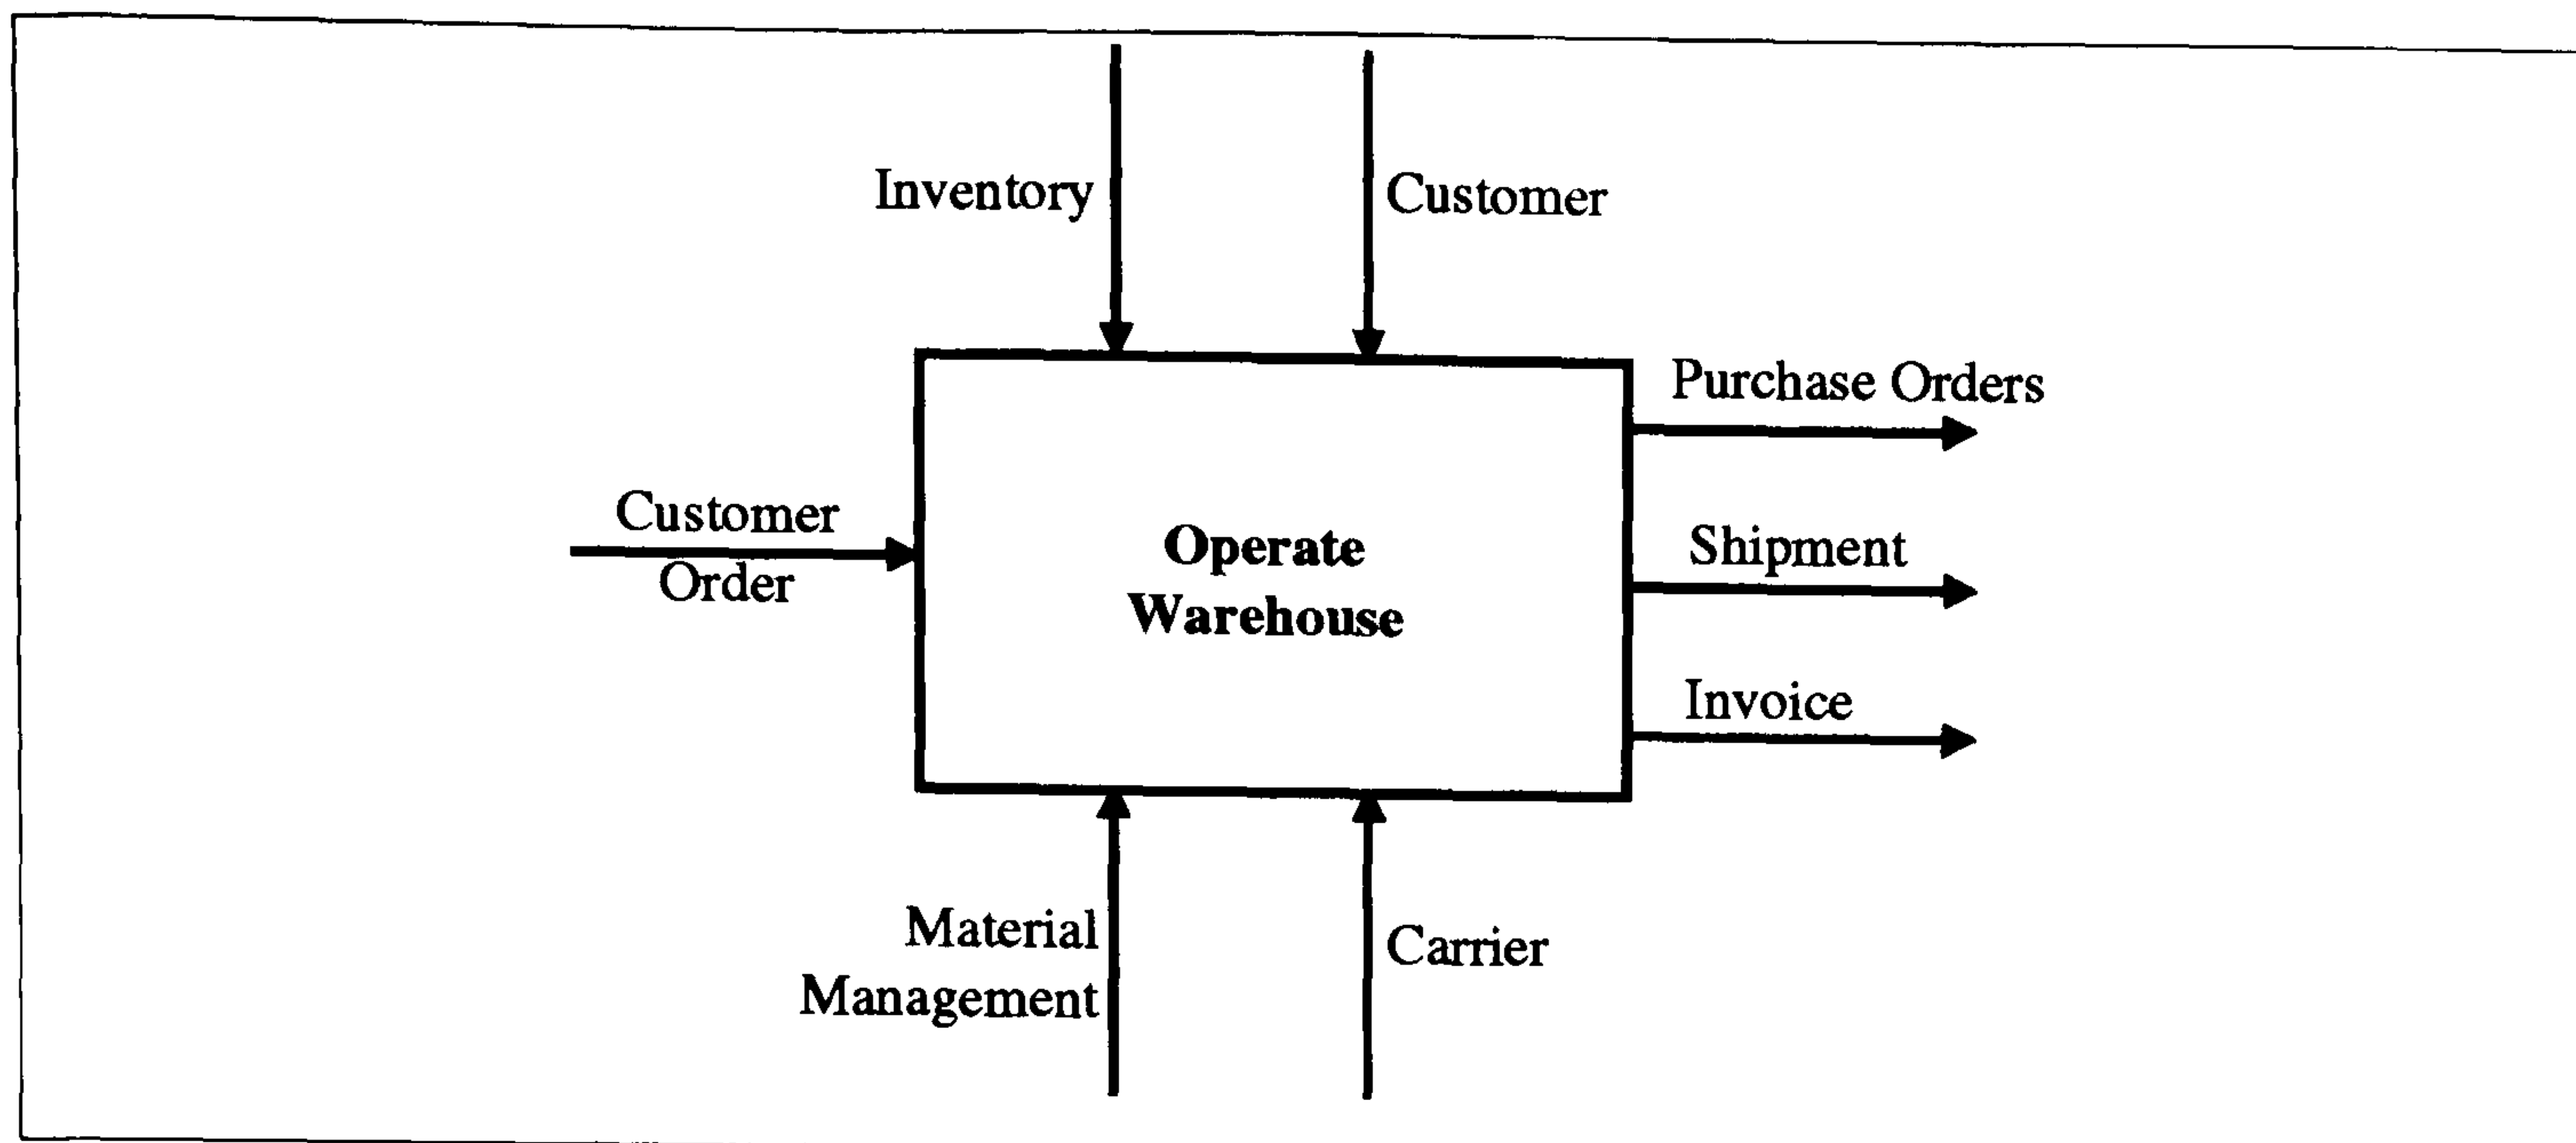 Inventory
Customer
Purchase Orders
Customer
Order
Operate
Warehouse
Shipment
Invoice
Material
Management
Carrier